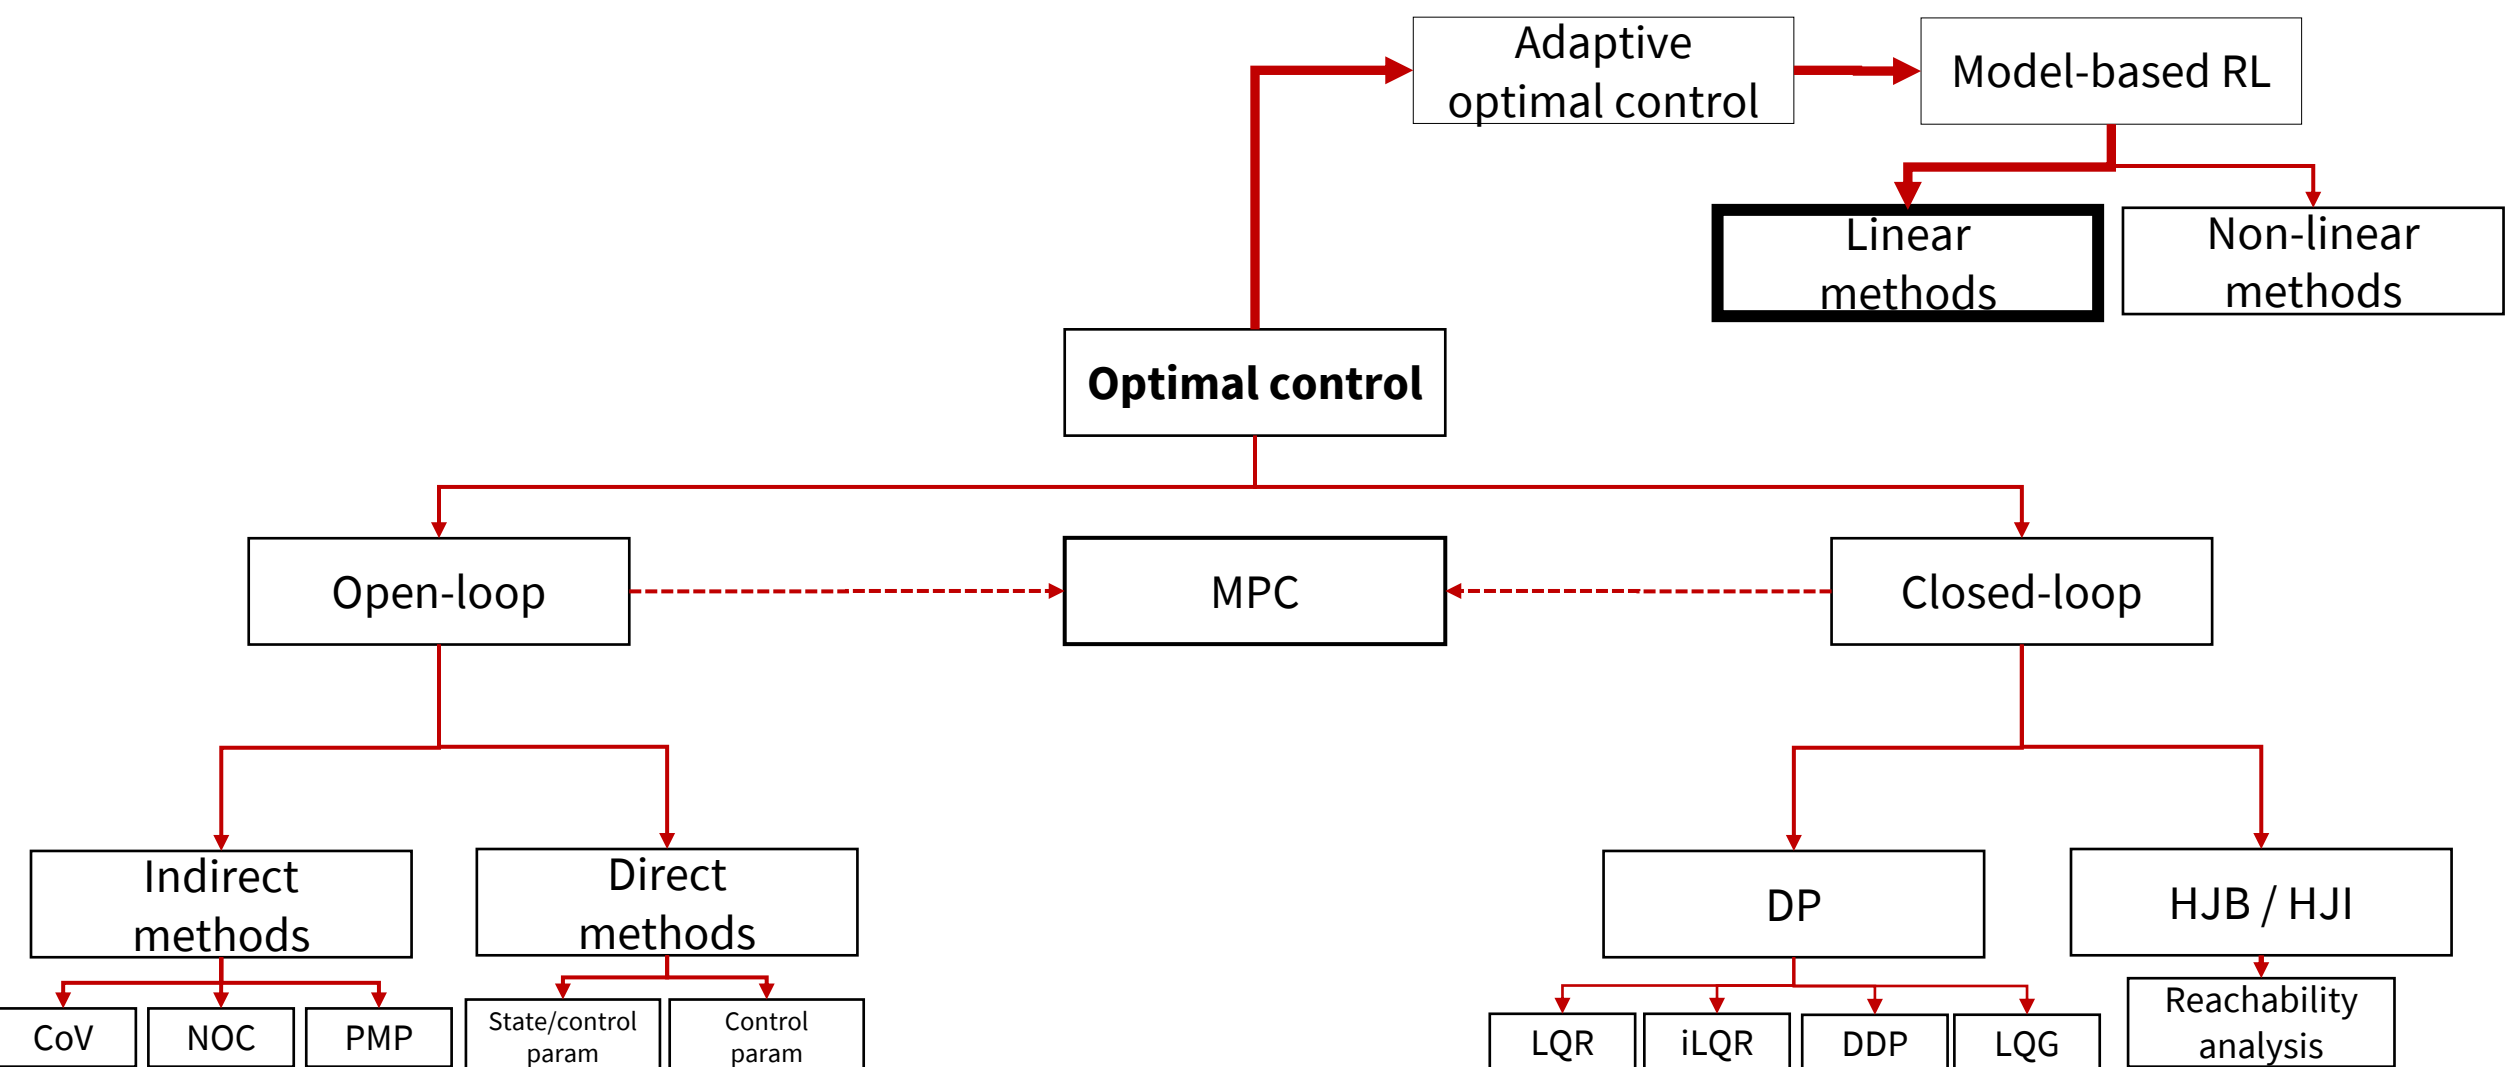 Adaptive
optimal control
Model-based RL
Linear
methods
Non-linear
methods
Optimal control
Open-loop
MPC
Closed-loop
Indirect
methods
Direct
methods
DP
HJB / HJI
CoV
NOC
PMP
State/control
param
Control
param
LQR
iLQR
DDP
LQG
Reachability
analysis